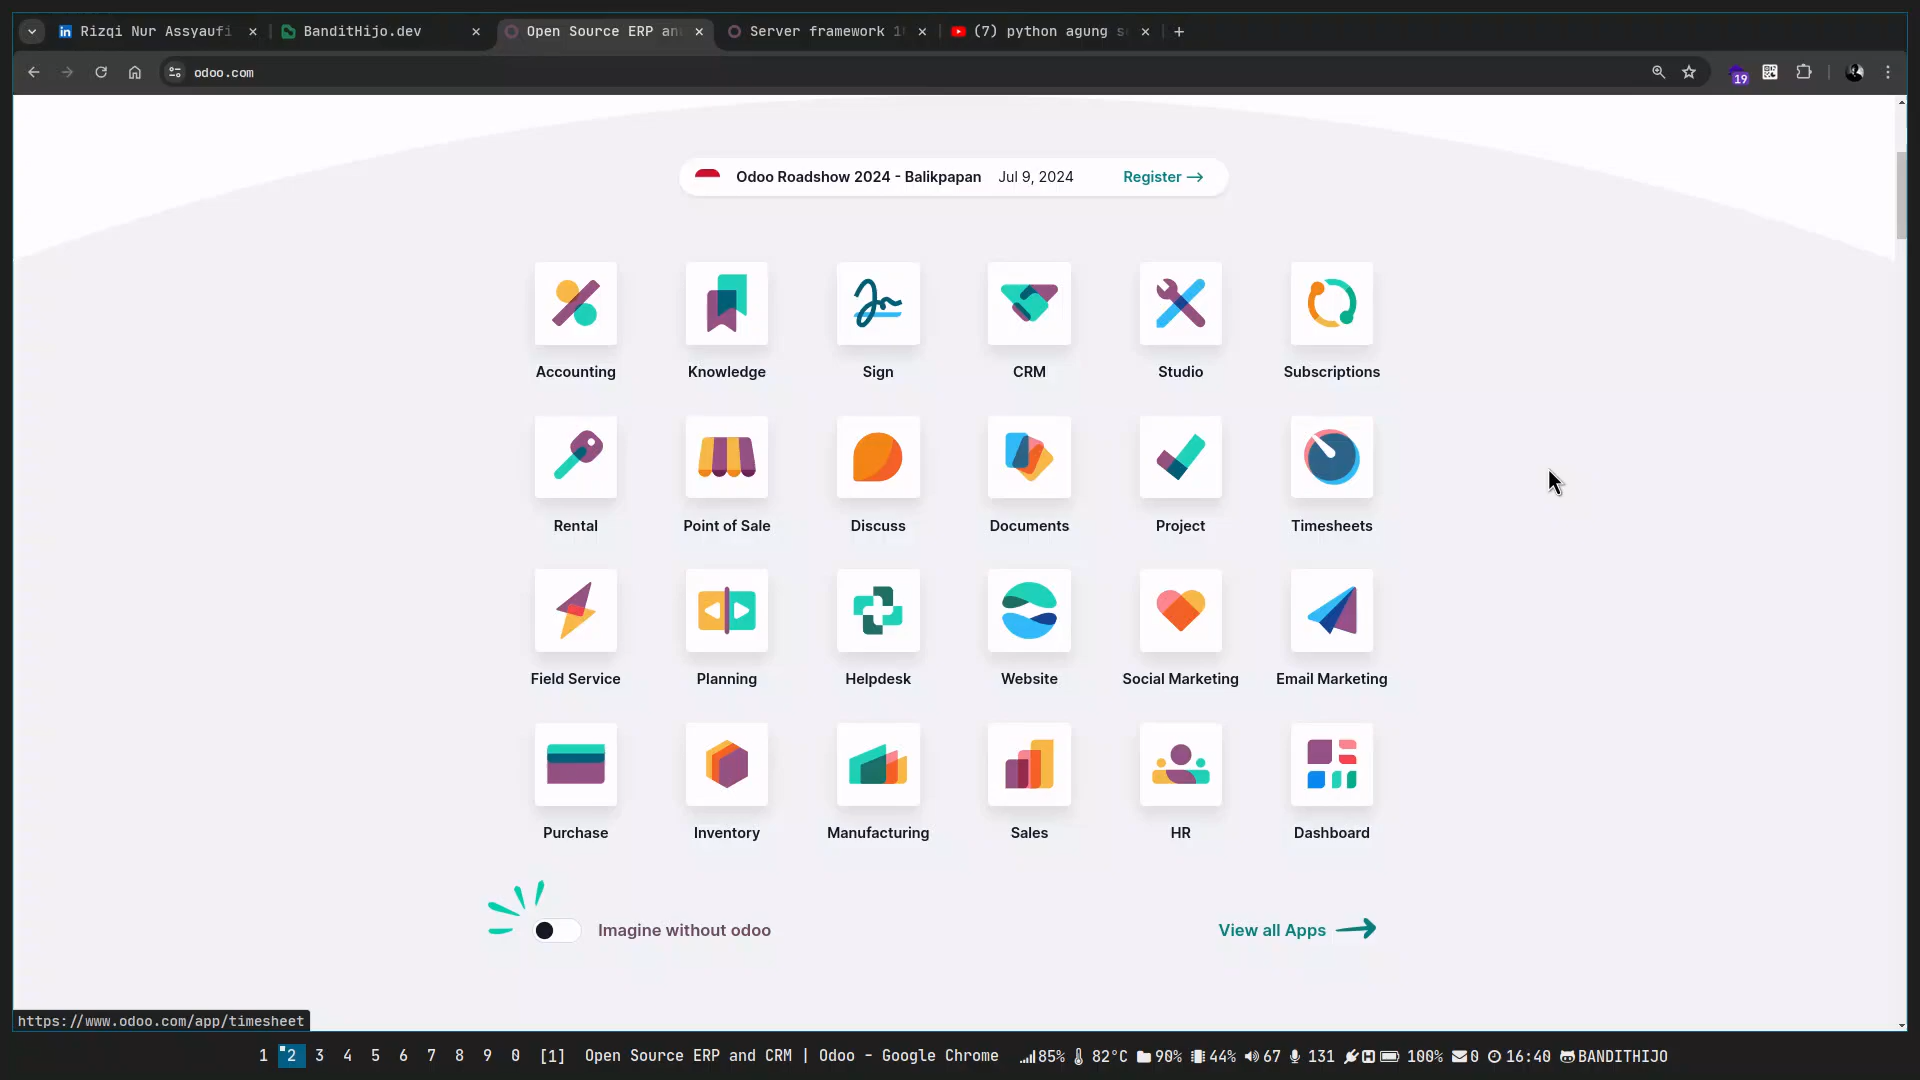 Rizqi Nur Assyaufi
BanditHijo.dev
Open Source ERP an
Server framework 1
(7) python agung s
odoo.com
19
Odoo Roadshow 2024 - Balikpapan Jul 9, 2024 Register
Accounting Knowledge Sign CRM Studio Subscriptions
Rental Point of Sale Discuss Documents Project Timesheets
Field Service Planning Helpdesk Website Social Marketing Email Marketing
Purchase Inventory Manufacturing Sales HR Dashboard
Imagine without odoo
View all Apps
https://www.odoo.com/app/timesheet
1 2 3 4 5 6 7 8 9 0 [1] Open Source ERP and CRM | Odoo - Google Chrome 85% 82°C 90% 44% 67 131 H 100% 0 16:40 BANDITHIJO